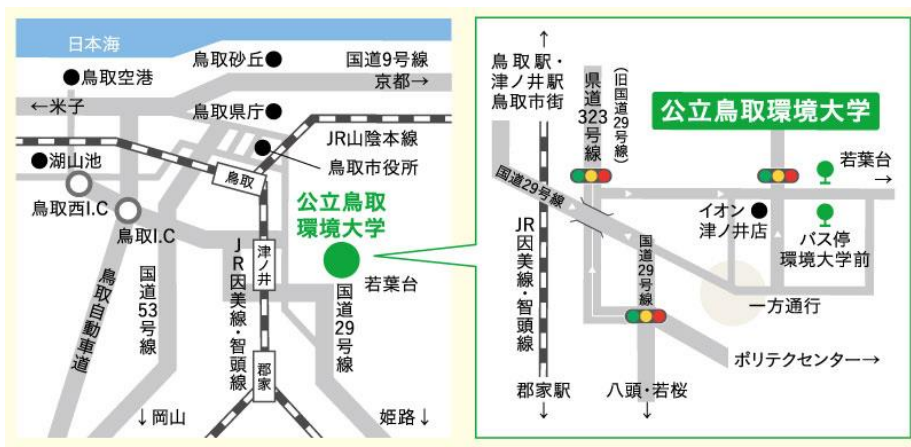 日本海
鳥取砂丘
国道9号線
京都→
鳥取空港
←米子
鳥取県庁
JR山陰本線
鳥取市役所
湖山池
鳥取
鳥取西I.C
公立鳥取
環境大学
鳥取I.C
津ノ井
若葉台
鳥取自動車道
国道53号線
JR因美線・智頭線
国道29号線
郡家
↓岡山
姫路↓
↑
鳥取駅・
津ノ井駅
鳥取市街
県道
323
号線
(旧国道29号線)
公立鳥取環境大学
若葉台
→
国道29号線
イオン
津ノ井店
バス停
環境大学前
JR因美線・智頭線
国道29号線
一方通行
ポリテクセンター→
郡家駅
↓
八頭・若桜
↓